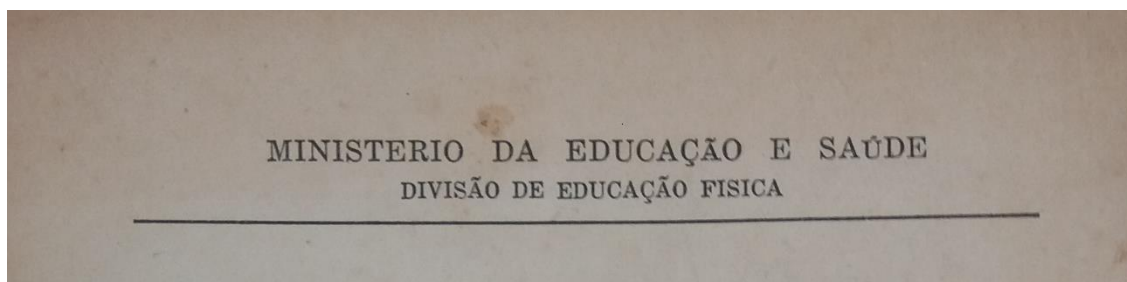 MINISTERIO DA EDUCAÇÃO E SAÚDE
DIVISÃO DE EDUCAÇÃO FISICA